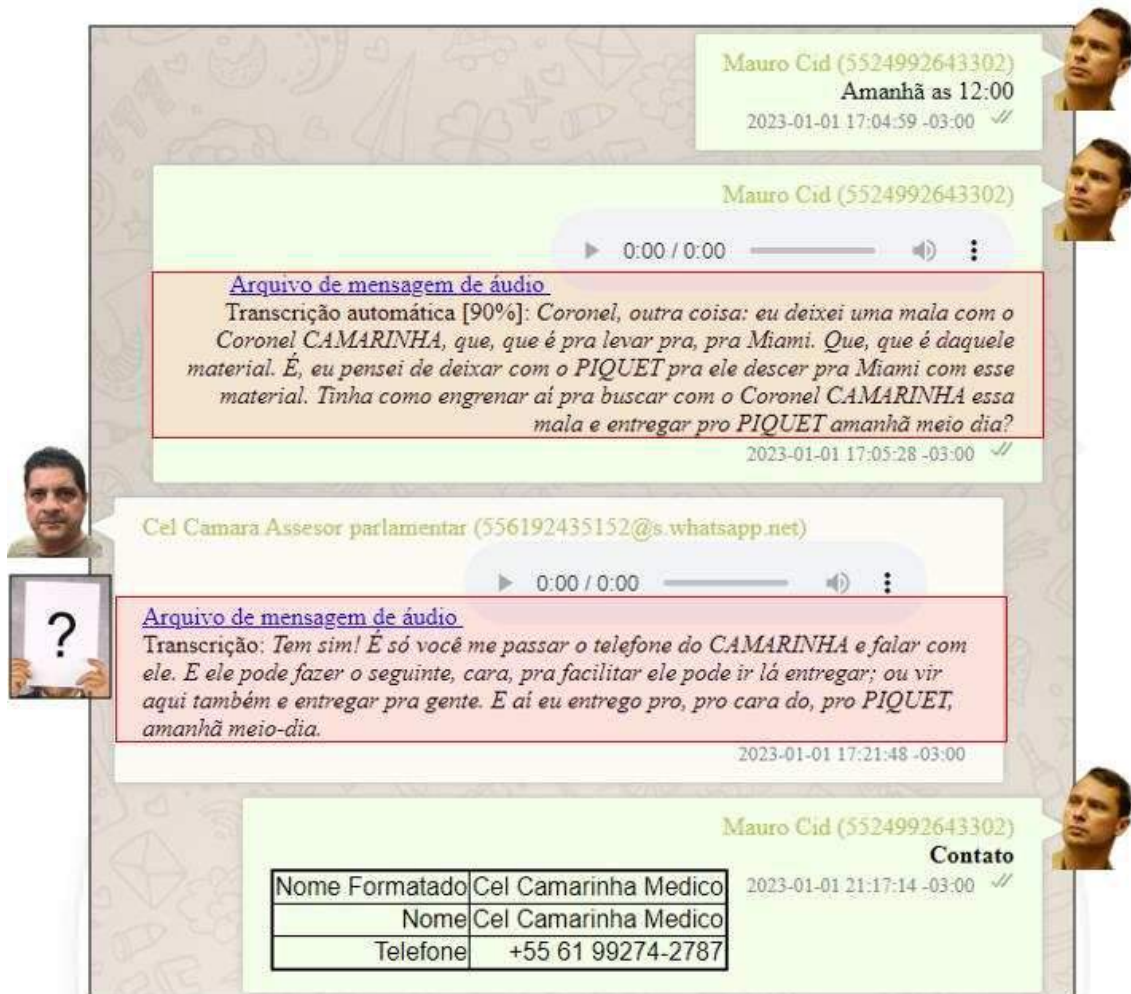 Mauro Cid (5524992643302)
Amanhã as 12:00
2023-01-01 17:04:59 -03:00
Mauro Cid (5524992643302)
0:00 / 0:00
Arquivo de mensagem de áudio
Transcrição automática [90%]: Coronel, outra coisa: eu deixei uma mala com o
Coronel CAMARINHA, que, que é pra levar pra, pra Miami. Que, que é daquele
material. É, eu pensei de deixar com o PIQUET pra ele descer pra Miami com esse
material. Tinha como engrenar aí pra buscar com o Coronel CAMARINHA essa
mala e entregar pro PIQUET amanhã meio dia?
2023-01-01 17:05:28 -03:00
Cel Camara Assesor parlamentar (556192435152@s.whatsapp.net)
0:00 / 0:00
Arquivo de mensagem de áudio
Transcrição: Tem sim! É só você me passar o telefone do CAMARINHA e falar com
ele. E ele pode fazer o seguinte, cara, pra facilitar ele pode ir lá entregar; ou vir
aqui também e entregar pra gente. E aí eu entrego pro, pro cara do, pro PIQUET,
amanhã meio-dia.
2023-01-01 17:21:48 -03:00
?
Mauro Cid (5524992643302)
Contato
2023-01-01 21:17:14 -03:00
Nome Formatado Cel Camarinha Medico
Nome Cel Camarinha Medico
Telefone +55 61 99274-2787